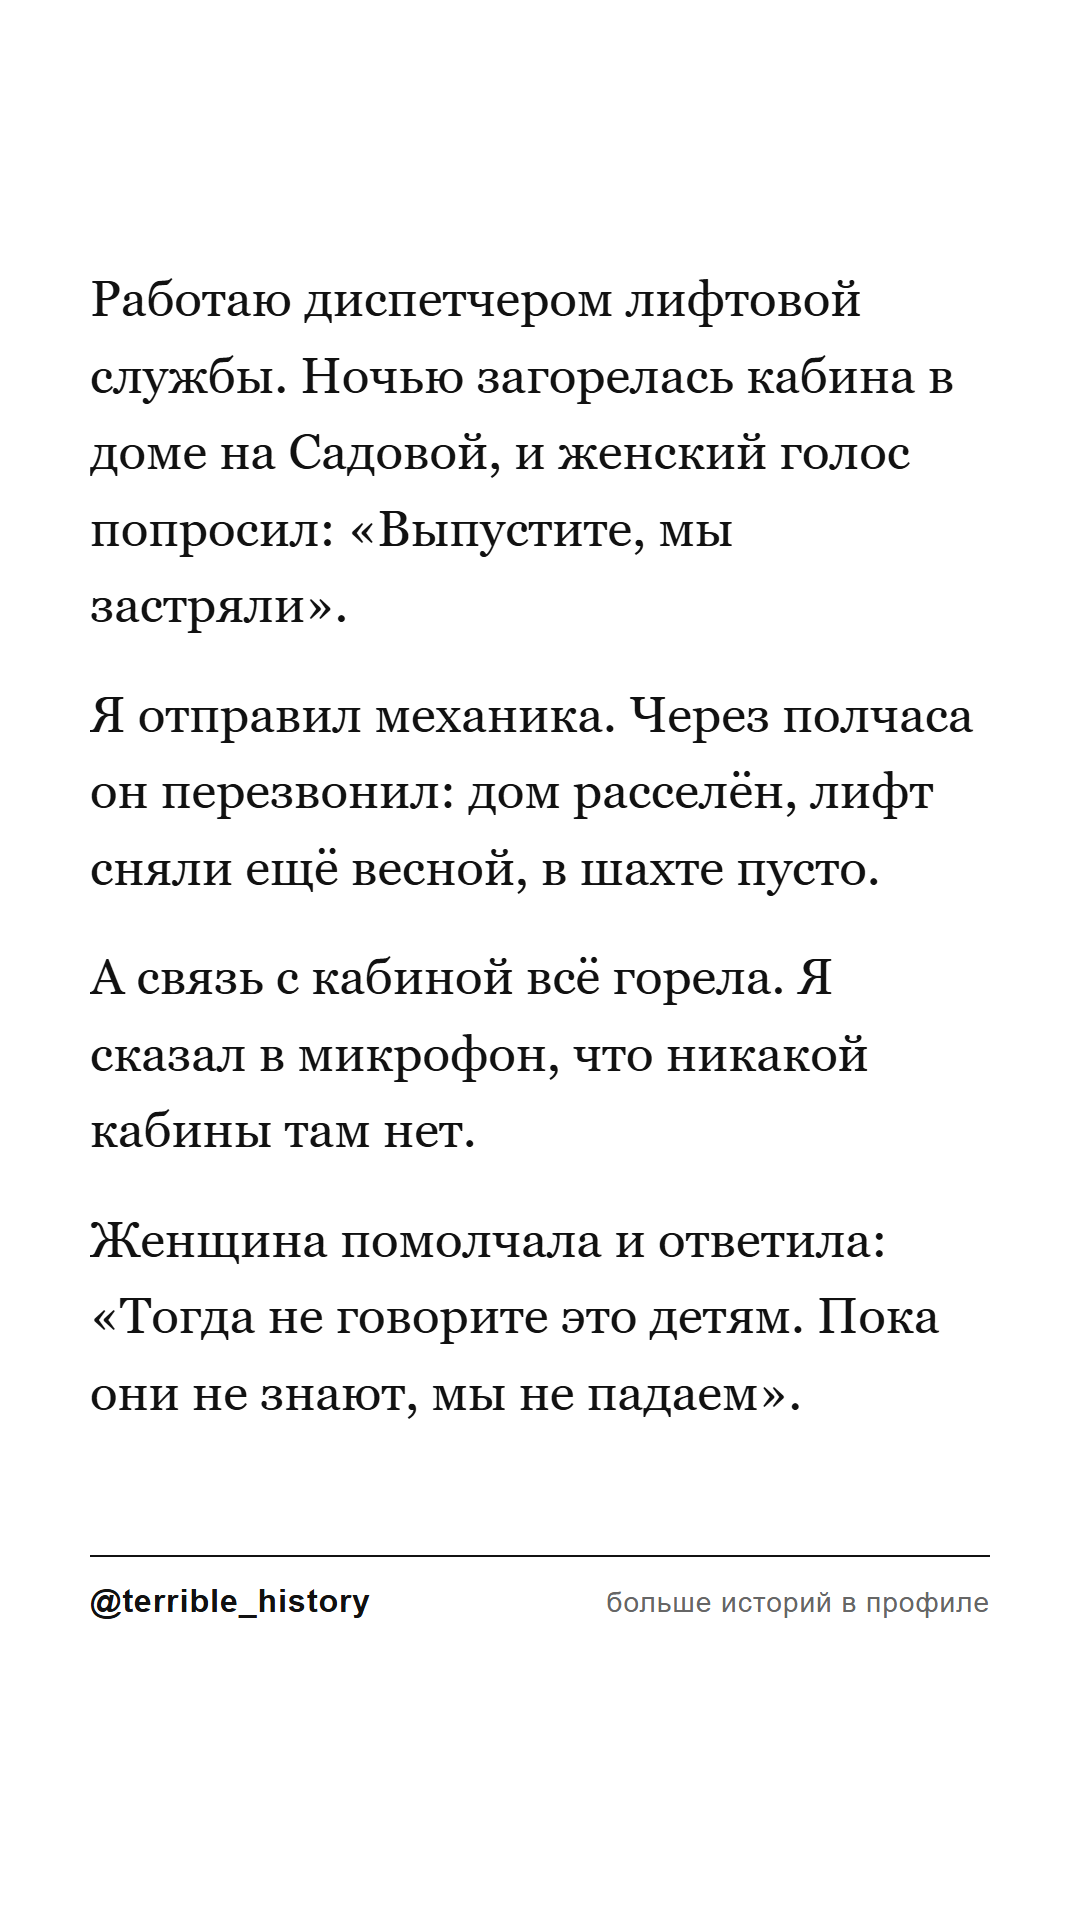 Работаю диспетчером лифтовой
службы. Ночью загорелась кабина в
доме на Садовой, и женский голос
попросил: «Выпустите, мы
застряли».
Я отправил механика. Через полчаса
он перезвонил: дом расселён, лифт
сняли ещё весной, в шахте пусто.
А связь с кабиной всё горела. Я
сказал в микрофон, что никакой
кабины там нет.
Женщина помолчала и ответила:
«Тогда не говорите это детям. Пока
они не знают, мы не падаем».
@terrible_history
больше историй в профиле